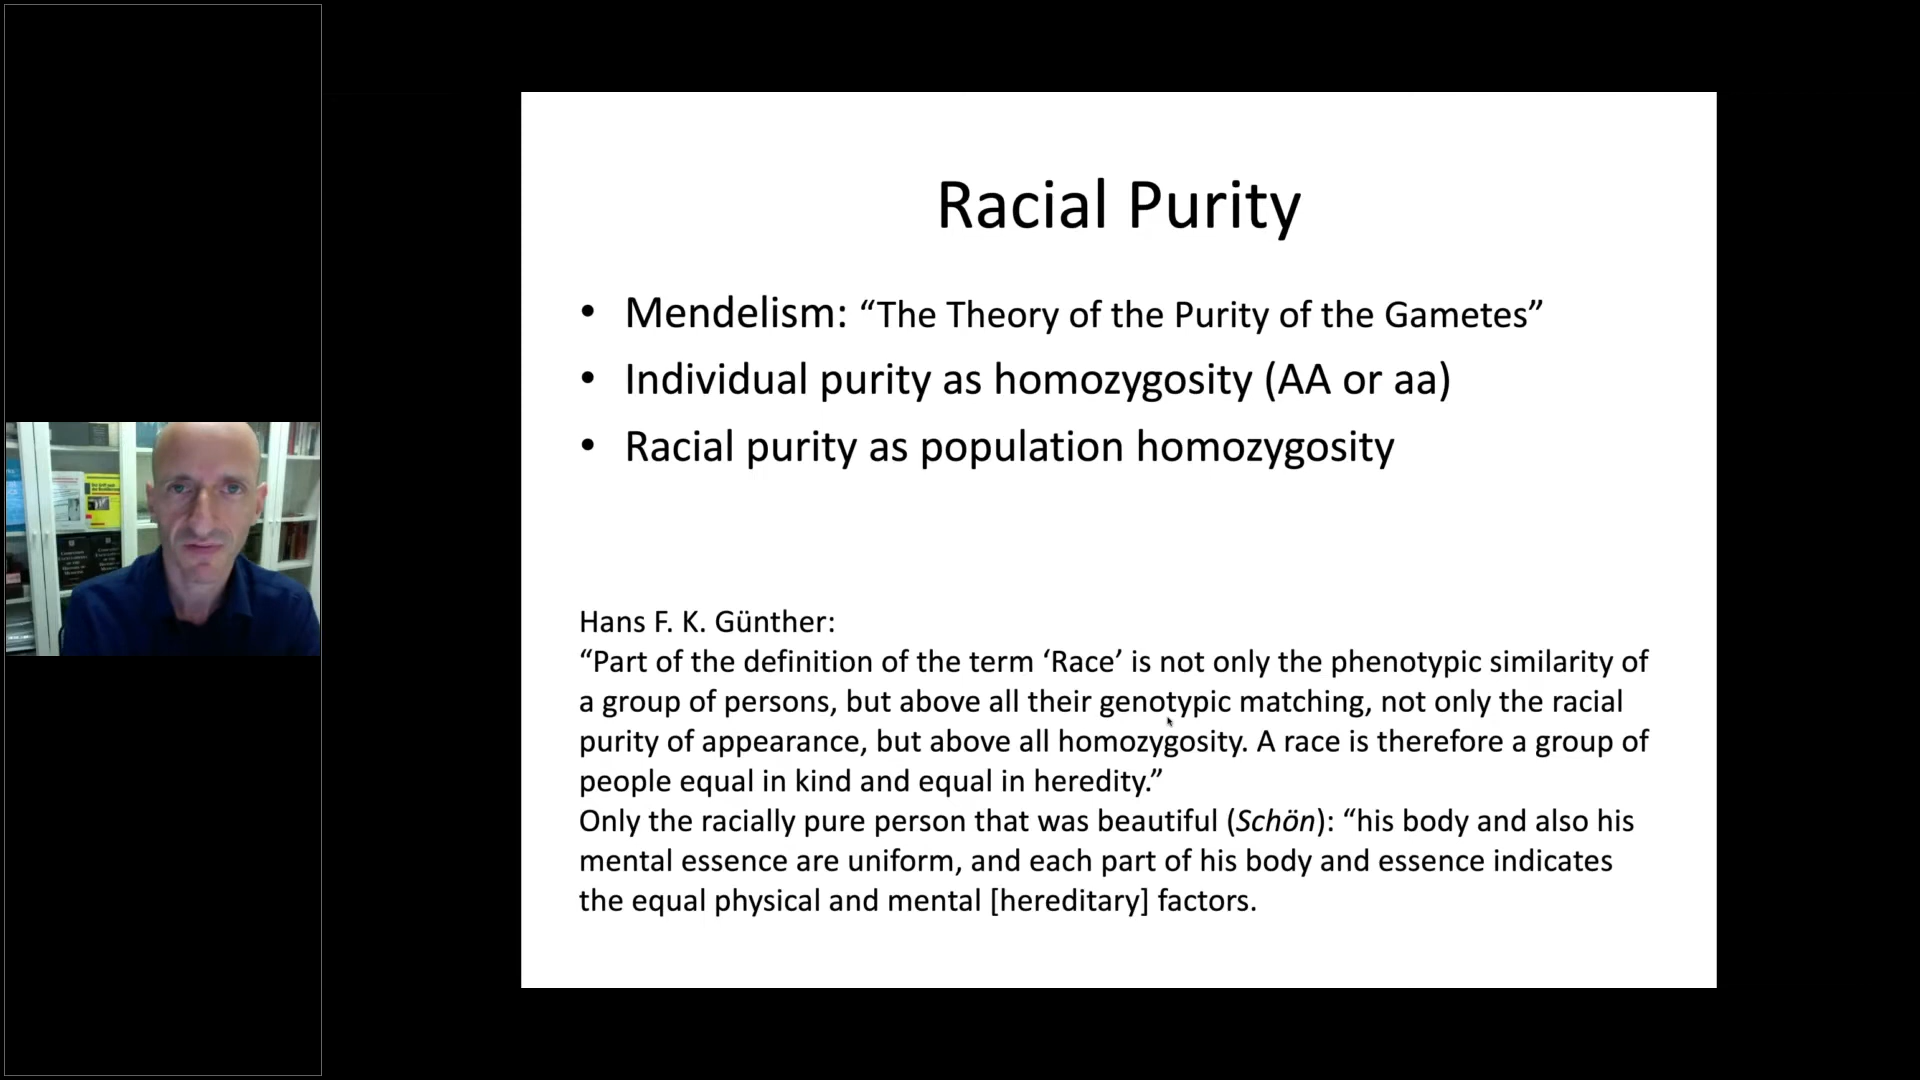 Racial Purity
• Mendelism: “The Theory of the Purity of the Gametes”
• Individual purity as homozygosity (AA or aa)
• Racial purity as population homozygosity
Hans F. K. Günther:
“Part of the definition of the term ‘Race’ is not only the phenotypic similarity of
a group of persons, but above all their genotypic matching, not only the racial
purity of appearance, but above all homozygosity. A race is therefore a group of
people equal in kind and equal in heredity.”
Only the racially pure person that was beautiful (Schön): “his body and also his
mental essence are uniform, and each part of his body and essence indicates
the equal physical and mental [hereditary] factors.